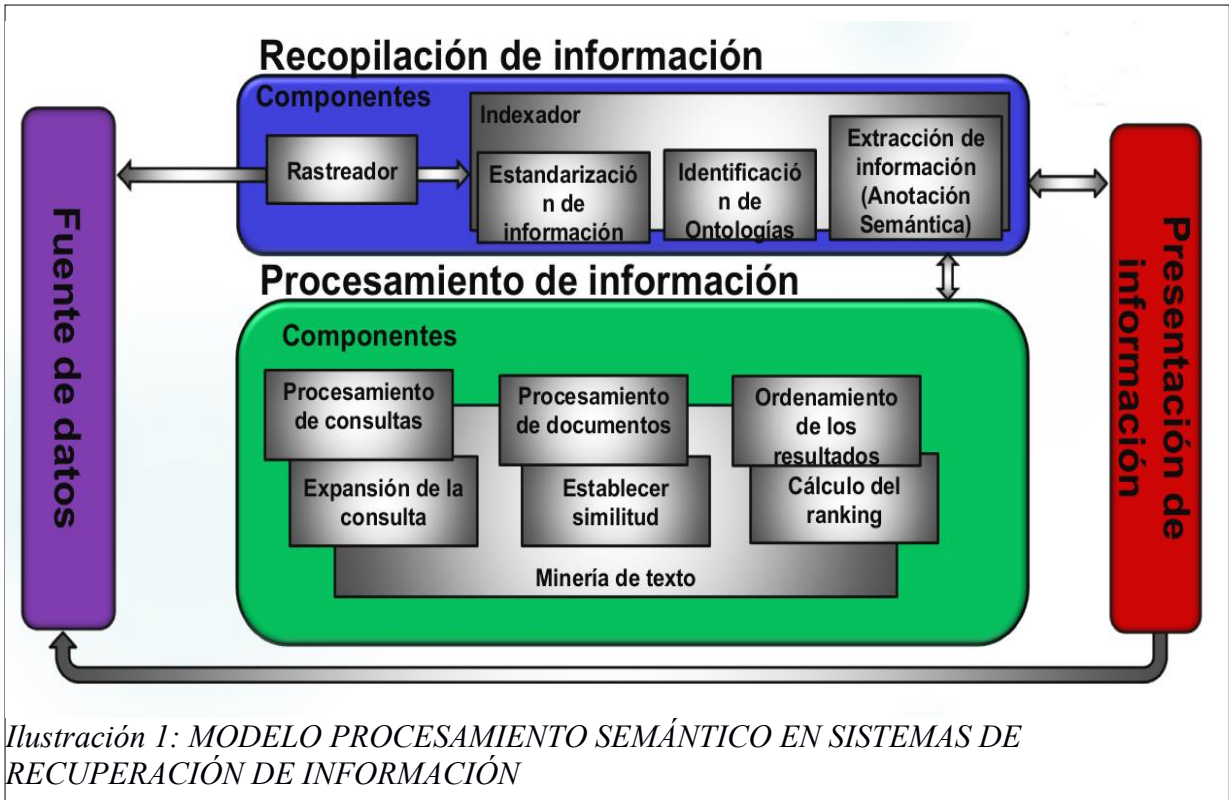 Recopilación de información
Componentes
Indexador
Rastreador
Estandarizació
n de
información
Identificació
n de
Ontologías
Extracción de
información
(Anotación
Semántica)
Fuente de datos
Presentación de
información
Procesamiento de información
Componentes
Procesamiento
de consultas
Procesamiento
de documentos
Ordenamiento
de los
resultados
Expansión de la
consulta
Establecer
similitud
Cálculo del
ranking
Minería de texto
Ilustración 1: MODELO PROCESAMIENTO SEMÁNTICO EN SISTEMAS DE
RECUPERACIÓN DE INFORMACIÓN